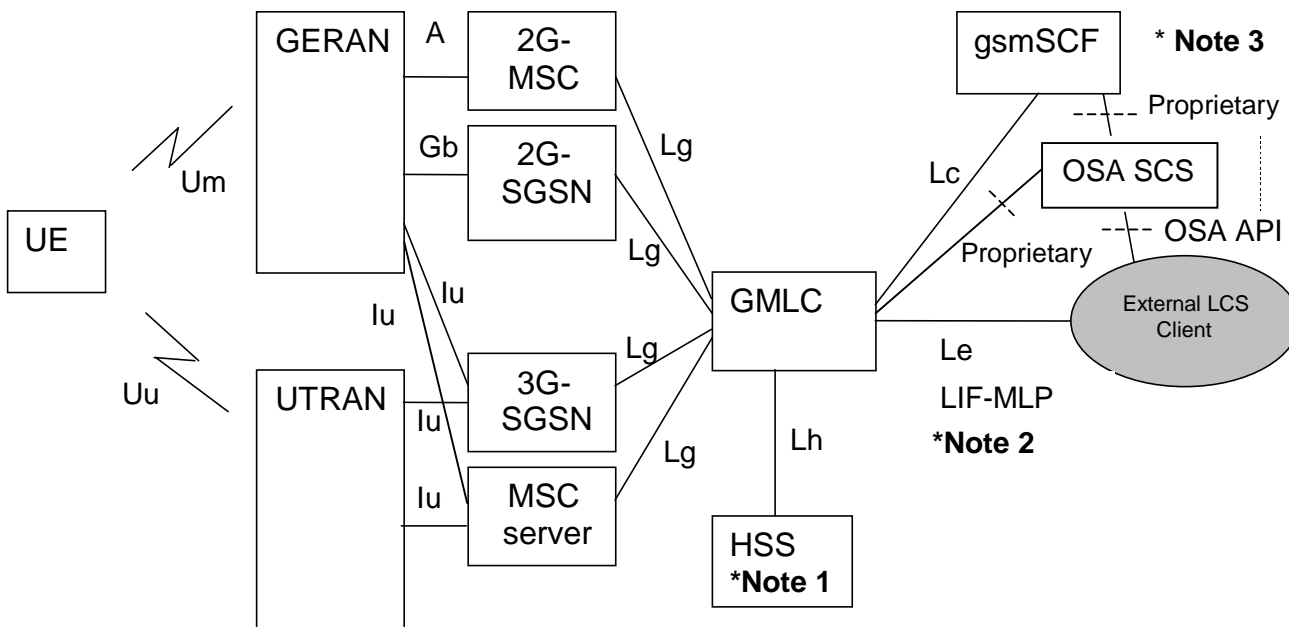 GERAN
A
2G-
MSC
gsmSCF
* Note 3
Proprietary
Um
Gb
2G-
SGSN
Lg
Lc
OSA SCS
UE
Lg
Proprietary
OSA API
Iu
Iu
GMLC
External LCS
Client
Uu
UTRAN
Iu
3G-
SGSN
Lg
Le
LIF-MLP
*Note 2
Iu
MSC
server
Lg
Lh
HSS
*Note 1